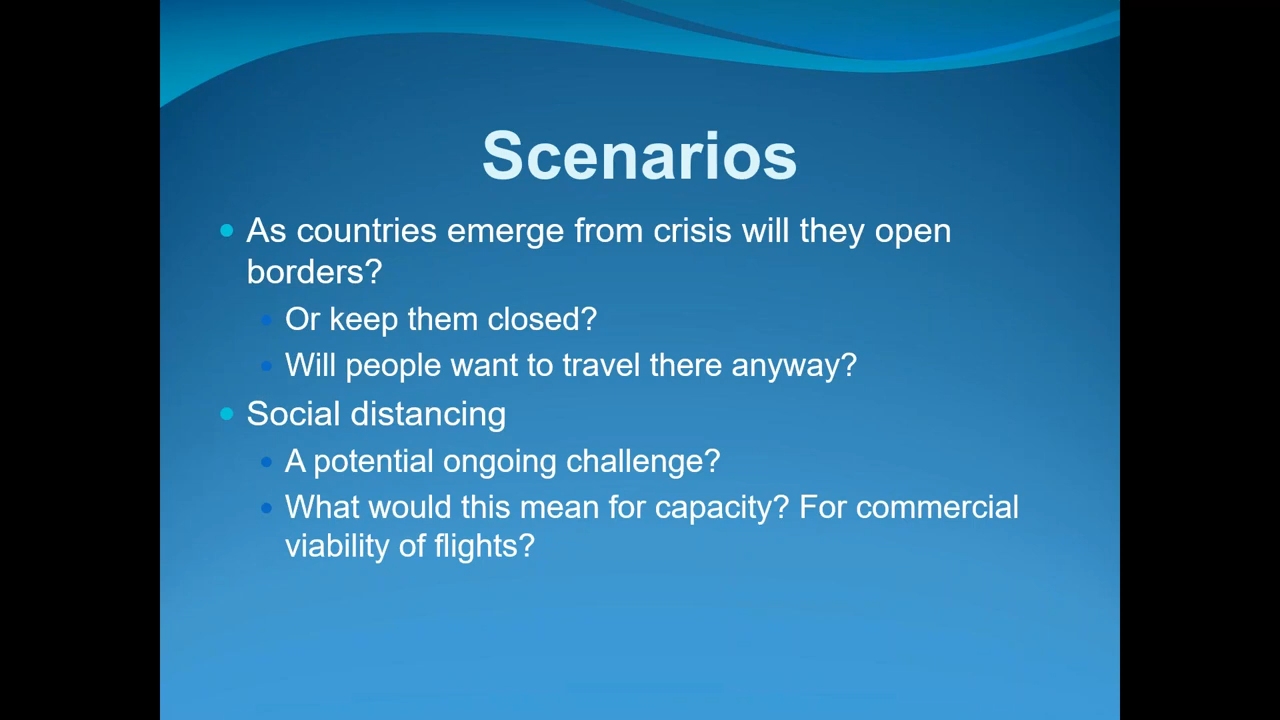 Scenarios
As countries emerge from crisis will they open
borders?
Or keep them closed?
Will people want to travel there anyway?
Social distancing
A potential ongoing challenge?
What would this mean for capacity? For commercial
viability of flights?